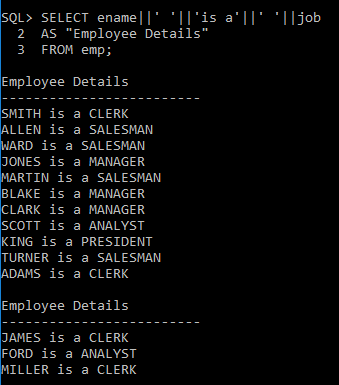 SQL> SELECT ename||' '||'is a'||' '||job
  2  AS "Employee Details"
  3  FROM emp;
Employee Details
-------------------------
SMITH is a CLERK
ALLEN is a SALESMAN
WARD is a SALESMAN
JONES is a MANAGER
MARTIN is a SALESMAN
BLAKE is a MANAGER
CLARK is a MANAGER
SCOTT is a ANALYST
KING is a PRESIDENT
TURNER is a SALESMAN
ADAMS is a CLERK
Employee Details
-------------------------
JAMES is a CLERK
FORD is a ANALYST
MILLER is a CLERK